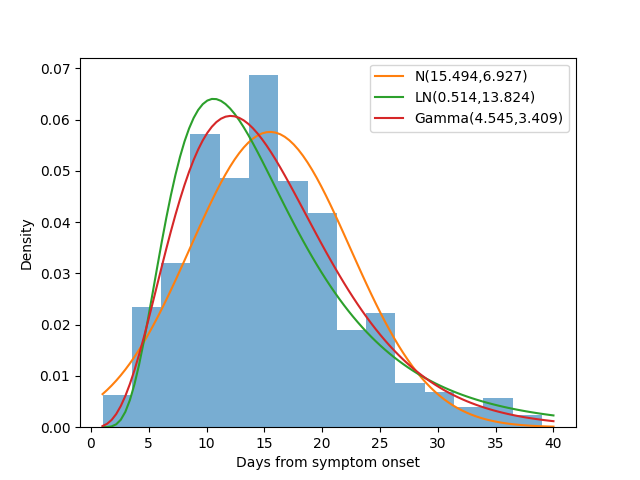 N(15.494,6.927)
LN(0.514,13.824)
Gamma(4.545,3.409)
0.07
0.06
0.05
0.04
0.03
0.02
0.01
0.00
Density
0 5 10 15 20 25 30 35 40
Days from symptom onset